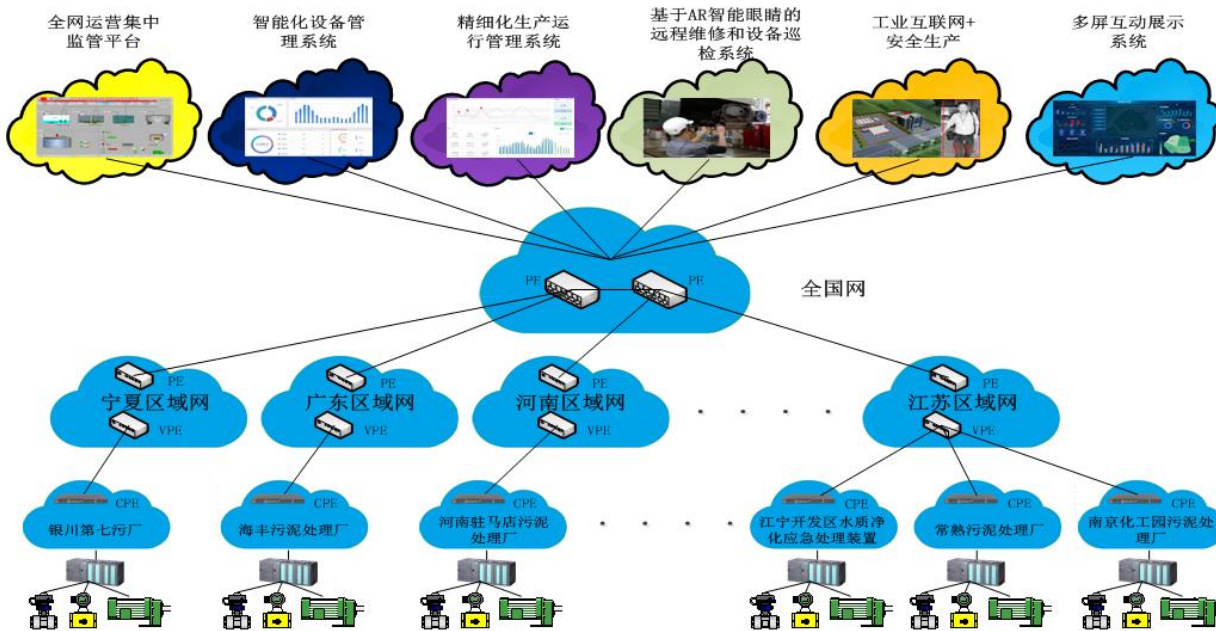 全网运营集中
监管平台
智能化设备管
理系统
精细化生产运
行管理系统
基于AR智能眼睛的
远程维修和设备巡
检系统
工业互联网+
安全生产
多屏互动展示
系统
PE
PE
全国网
PE
宁夏区域网
VPE
PE
广东区域网
VPE
PE
河南区域网
VPE
PE
江苏区域网
VPE
CPE
银川第七污厂
CPE
海丰污泥处理厂
CPE
河南驻马店污泥
处理厂
CPE
江宁开发区水质净
化应急处理装置
CPE
常熟污泥处理厂
CPE
南京化工园污泥处
理厂